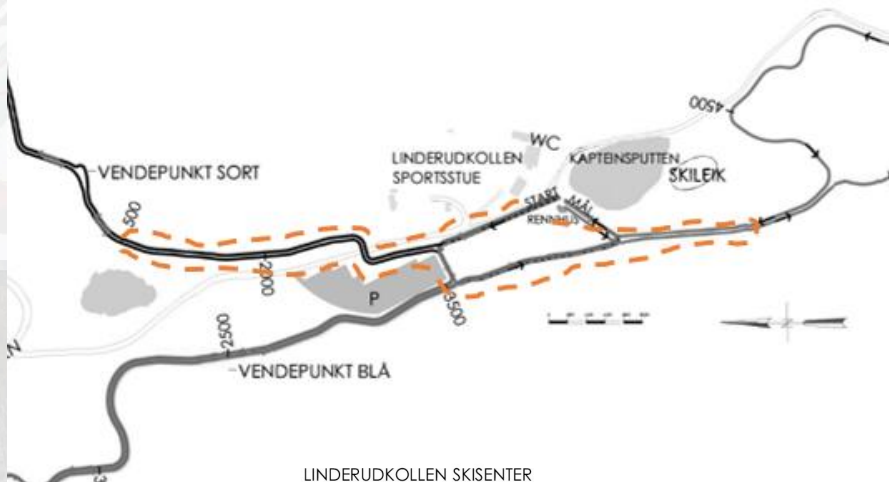 4500
WC
LINDERUDKOLLEN
SPORTSSTUE
KAPTEINSPUTTEN
SKILEIK
VENDEPUNKT SORT
START
MÅL
RENNHUS
500
2000
P
3500
2500
VENDEPUNKT BLÅ
N
LINDERUDKOLLEN SKISENTER